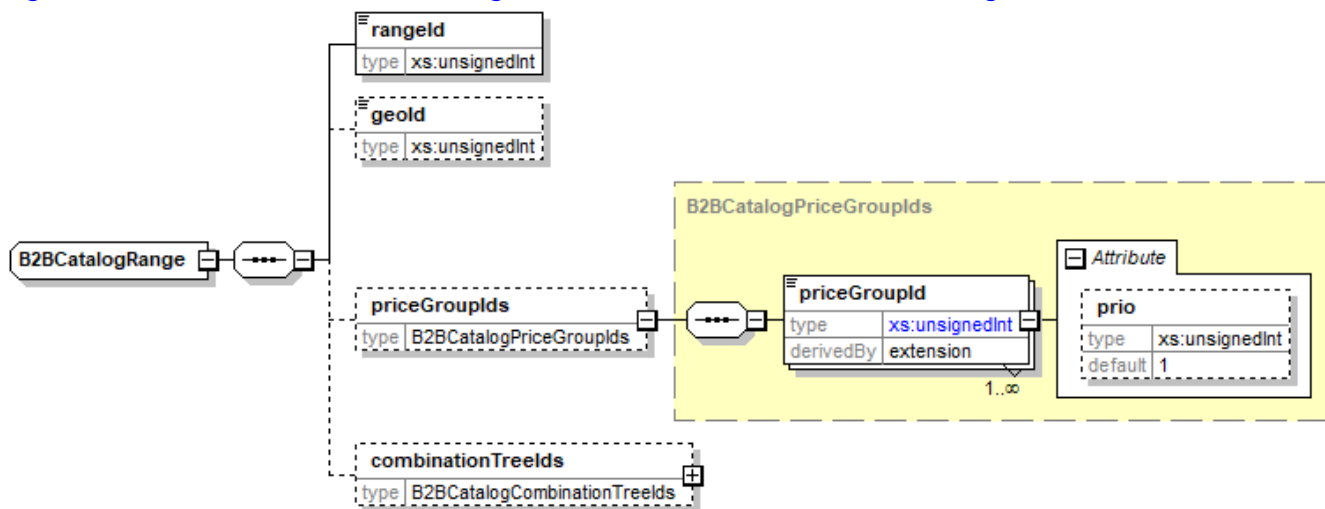 rangeId
type xs:unsignedInt
geoId
type xs:unsignedInt
B2BCatalogPriceGroupIds
B2BCatalogRange
Attribute
priceGroupIds
type B2BCatalogPriceGroupIds
priceGroupId
type xs:unsignedInt
derivedBy extension
1..∞
prio
type xs:unsignedInt
default 1
combinationTreeIds
type B2BCatalogCombinationTreeIds